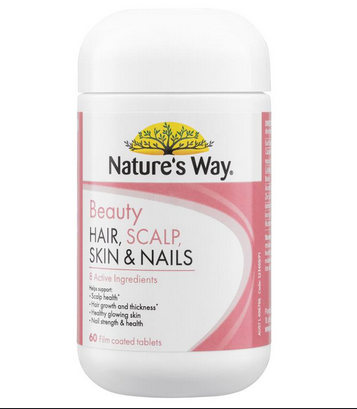 Nature's Way®
Beauty
HAIR, SCALP,
SKIN & NAILS
8 Active Ingredients
Helps support:
• Scalp health*
• Hair growth and thickness*
• Healthy glowing skin
• Nail strength & health
60 Film coated tablets